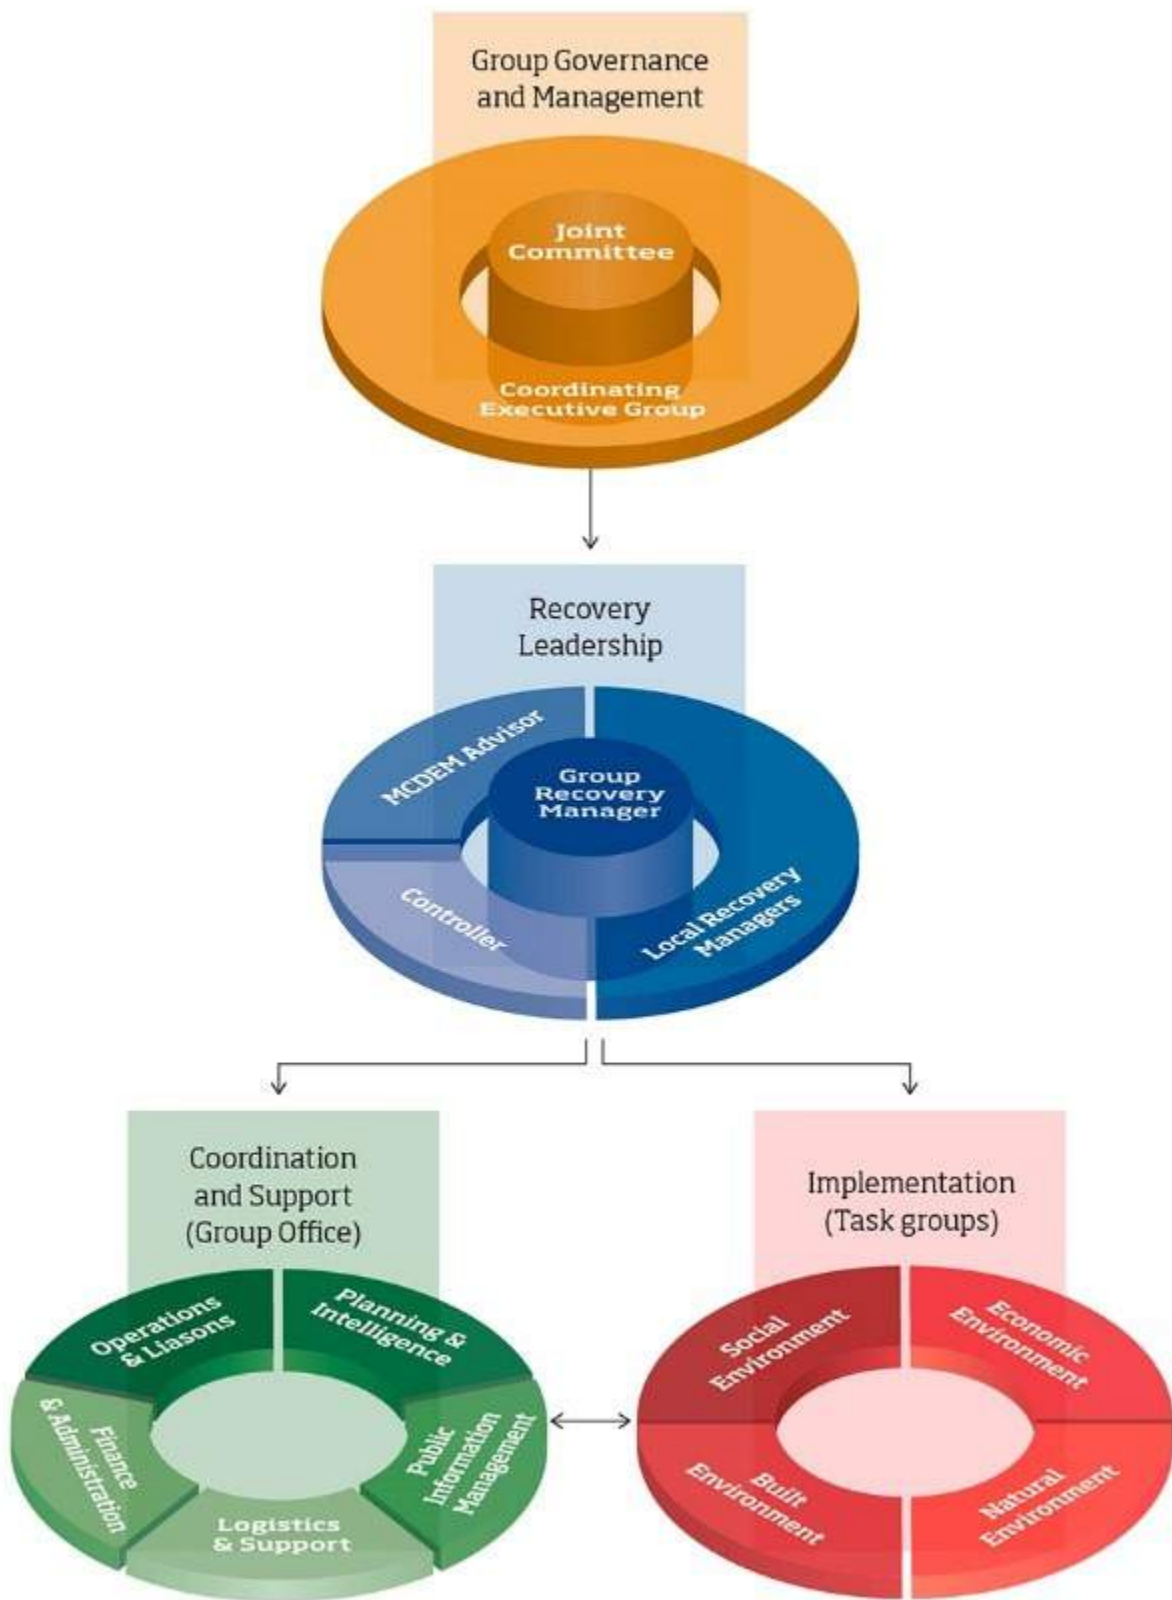 Group Governance
and Management
Joint
Committee
Coordinating
Executive Group
Recovery
Leadership
MCDEM Advisor
Group
Recovery
Manager
Controller
Local Recovery
Managers
Coordination
and Support
(Group Office)
Operations
& Liasons
Planning &
Intelligence
Finance
& Administration
Public
Information
Management
Logistics
& Support
Implementation
(Task groups)
Social
Environment
Economic
Environment
Built
Environment
Natural
Environment